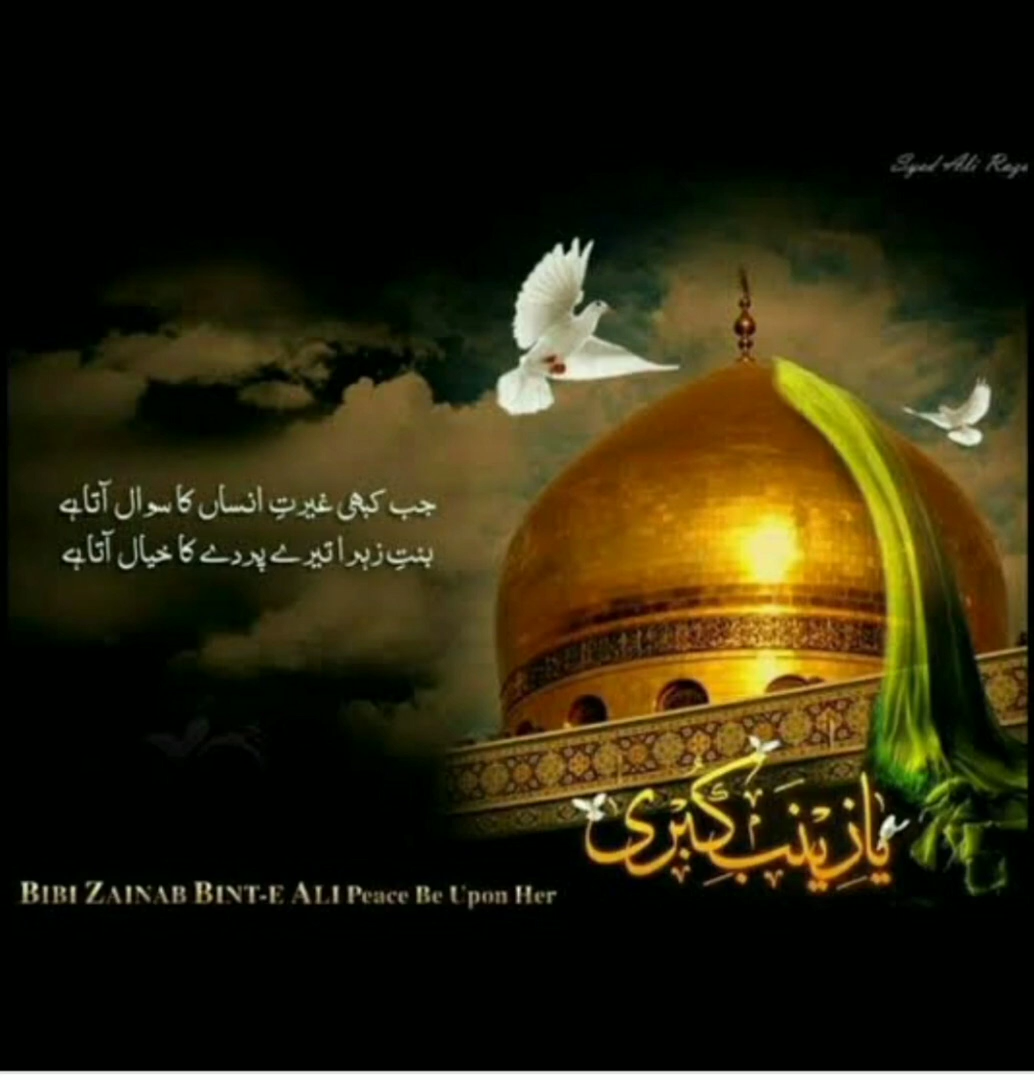 Syed Ali Raza
جب کبھی غیرتِ انساں کا سوال آتا ہے
بنتِ زہرا تیرے پردے کا خیال آتا ہے
یا زینب کبری
BIBI ZAINAB BINT-E ALI Peace Be Upon Her